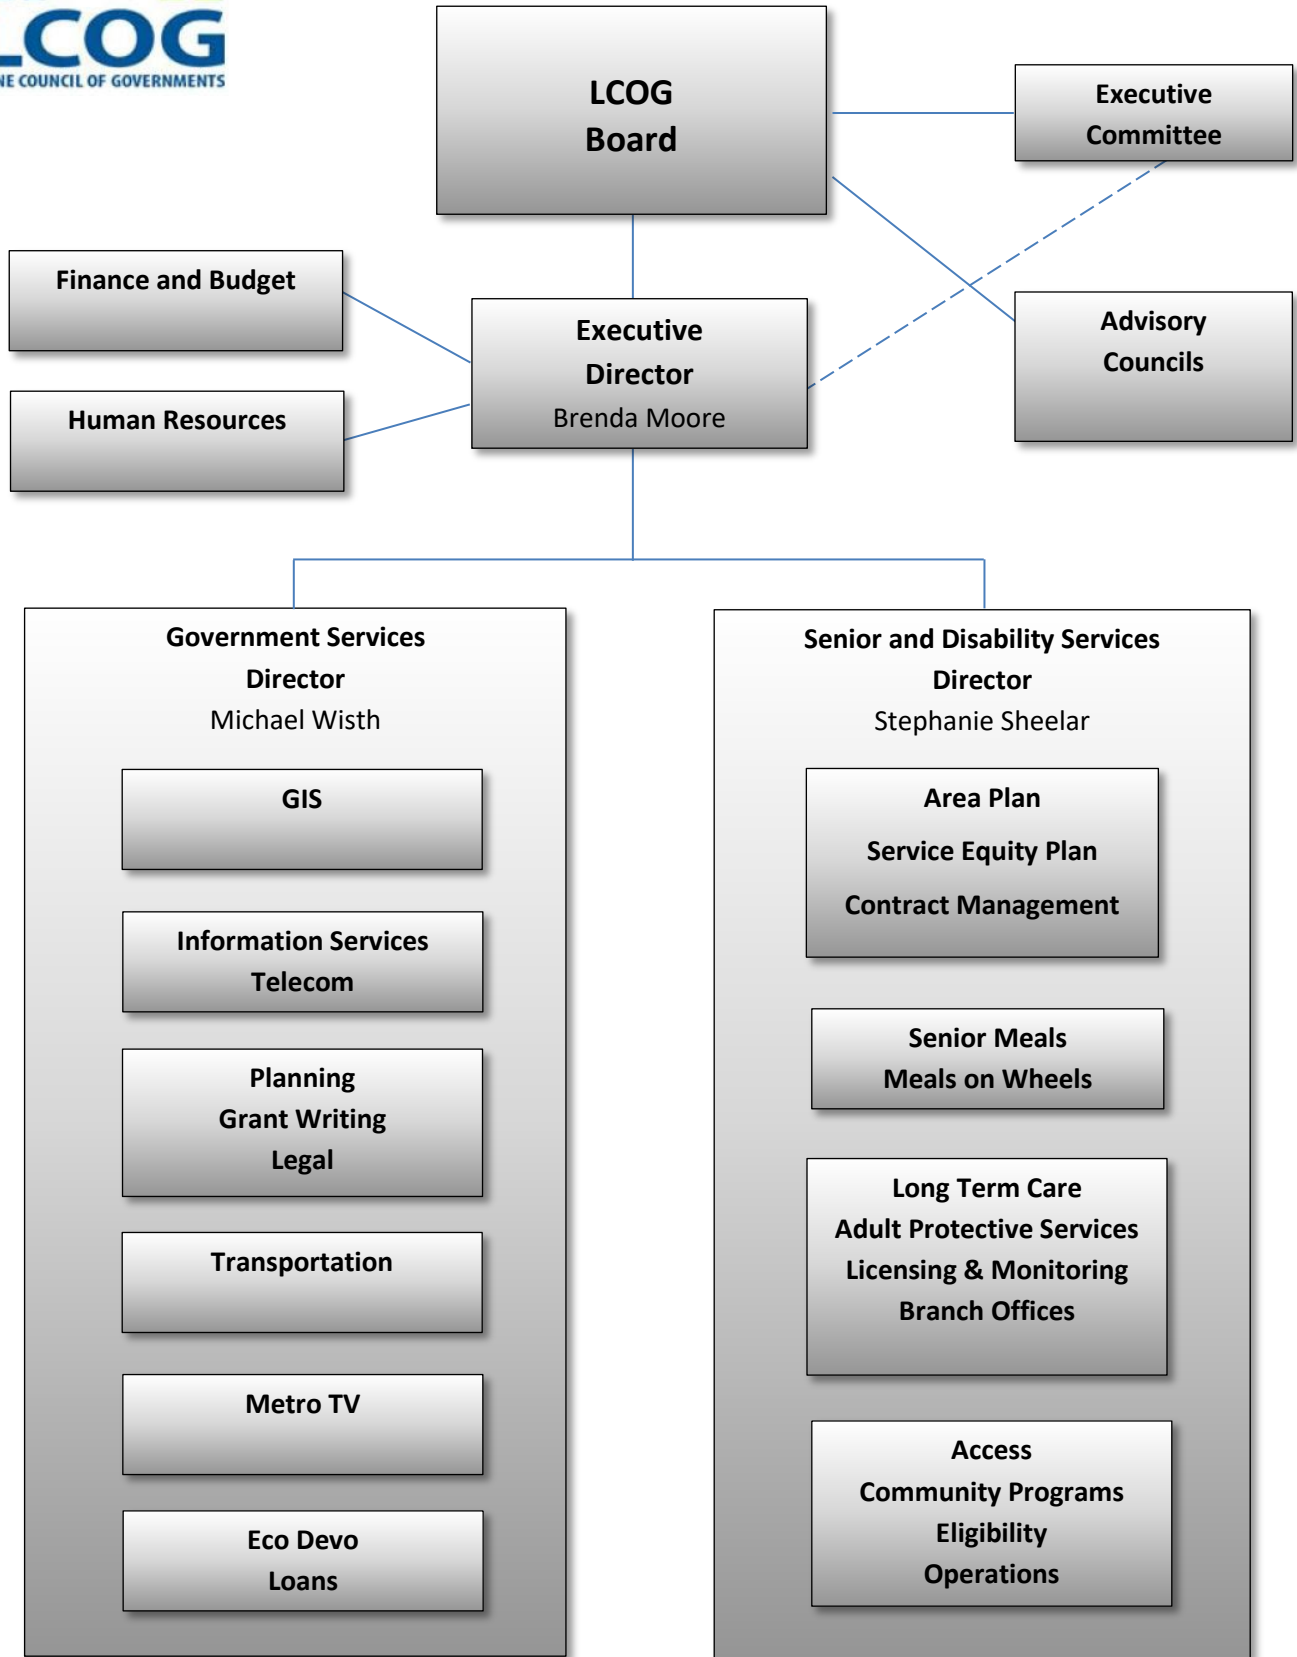 LCOG
NE COUNCIL OF GOVERNMENTS
LCOG
Board
Executive
Committee
Finance and Budget
Executive
Director
Brenda Moore
Advisory
Councils
Human Resources
Government Services
Director
Michael Wisth
GIS
Information Services
Telecom
Planning
Grant Writing
Legal
Transportation
Metro TV
Eco Devo
Loans
Senior and Disability Services
Director
Stephanie Sheelar
Area Plan
Service Equity Plan
Contract Management
Senior Meals
Meals on Wheels
Long Term Care
Adult Protective Services
Licensing & Monitoring
Branch Offices
Access
Community Programs
Eligibility
Operations